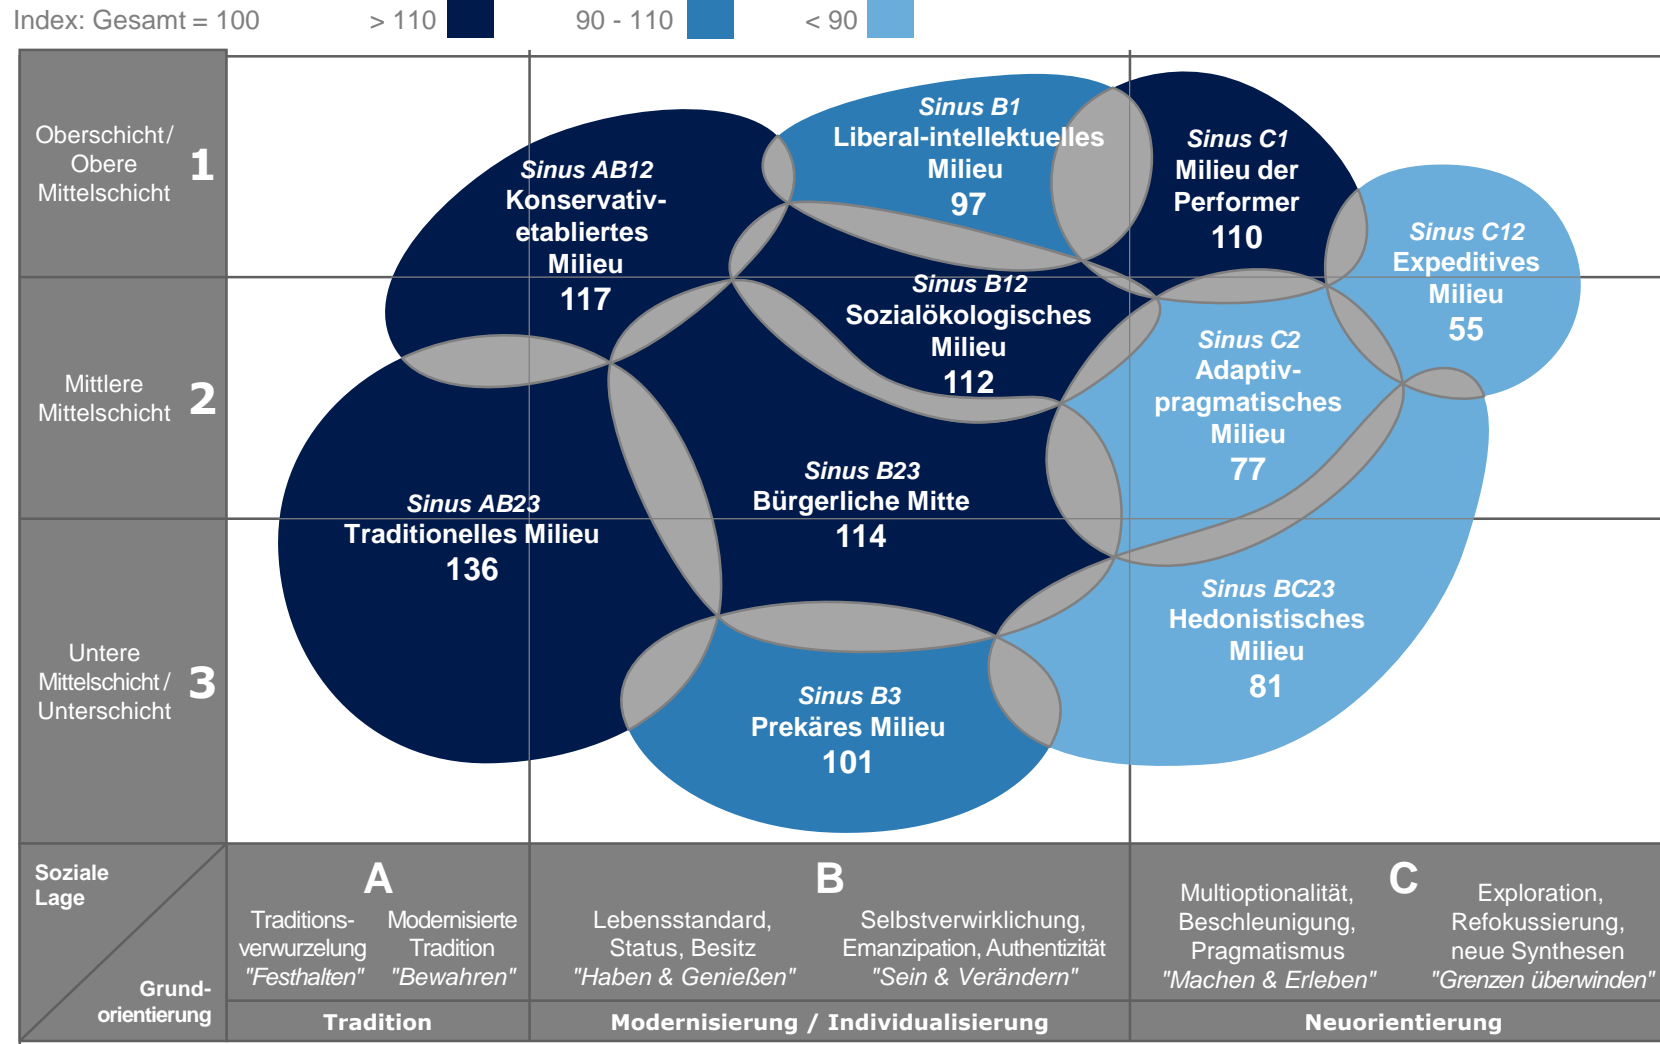 Index: Gesamt = 100 > 110 90 - 110 < 90
Oberschicht/
Obere
Mittelschicht
1
Mittlere
Mittelschicht
2
Untere
Mittelschicht/
Unterschicht
3
Sinus AB12
Konservativ-
etabliertes
Milieu
117
Sinus B1
Liberal-intellektuelles
Milieu
97
Sinus C1
Milieu der
Performer
110
Sinus C12
Expeditives
Milieu
55
Sinus B12
Sozialökologisches
Milieu
112
Sinus C2
Adaptiv-
pragmatisches
Milieu
77
Sinus AB23
Traditionelles Milieu
136
Sinus B23
Bürgerliche Mitte
114
Sinus BC23
Hedonistisches
Milieu
81
Sinus B3
Prekäres Milieu
101
Soziale
Lage
Grund-
orientierung
A
Traditions-
verwurzelung
"Festhalten"
Modernisierte
Tradition
"Bewahren"
Tradition
B
Lebensstandard,
Status, Besitz
"Haben & Genießen"
Selbstverwirklichung,
Emanzipation, Authentizität
"Sein & Verändern"
Modernisierung / Individualisierung
C
Multioptionalität,
Beschleunigung,
Pragmatismus
"Machen & Erleben"
Exploration,
Refokussierung,
neue Synthesen
"Grenzen überwinden"
Neuorientierung